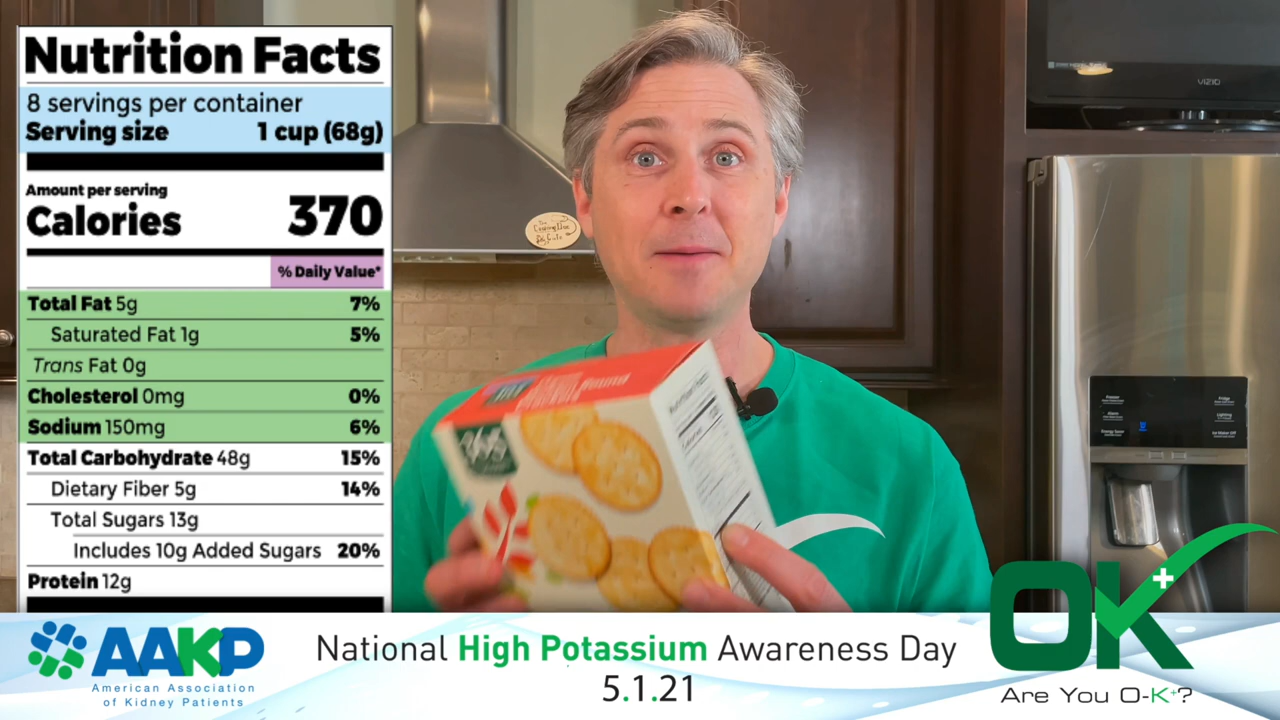 Nutrition Facts
8 servings per container
Serving size 1 cup (68g)
Amount per serving
Calories 370
% Daily Value*
Total Fat 5g 7%
Saturated Fat 1g 5%
Trans Fat 0g
Cholesterol 0mg 0%
Sodium 150mg 6%
Total Carbohydrate 48g 15%
Dietary Fiber 5g 14%
Total Sugars 13g
Includes 10g Added Sugars 20%
Protein 12g
VIZIO
AAKP
American Association
of Kidney Patients
National High Potassium Awareness Day
5.1.21
OK+
Are You O-K+?